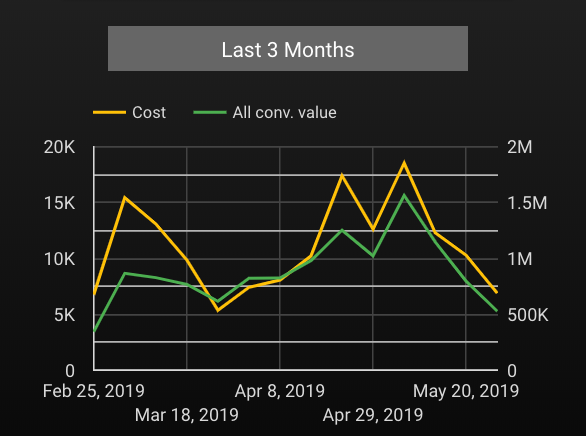 Last 3 Months
Cost All conv. value
20K 2M
15K 1.5M
10K 1M
5K 500K
0 0
Feb 25, 2019 Apr 8, 2019 May 20, 2019
Mar 18, 2019 Apr 29, 2019